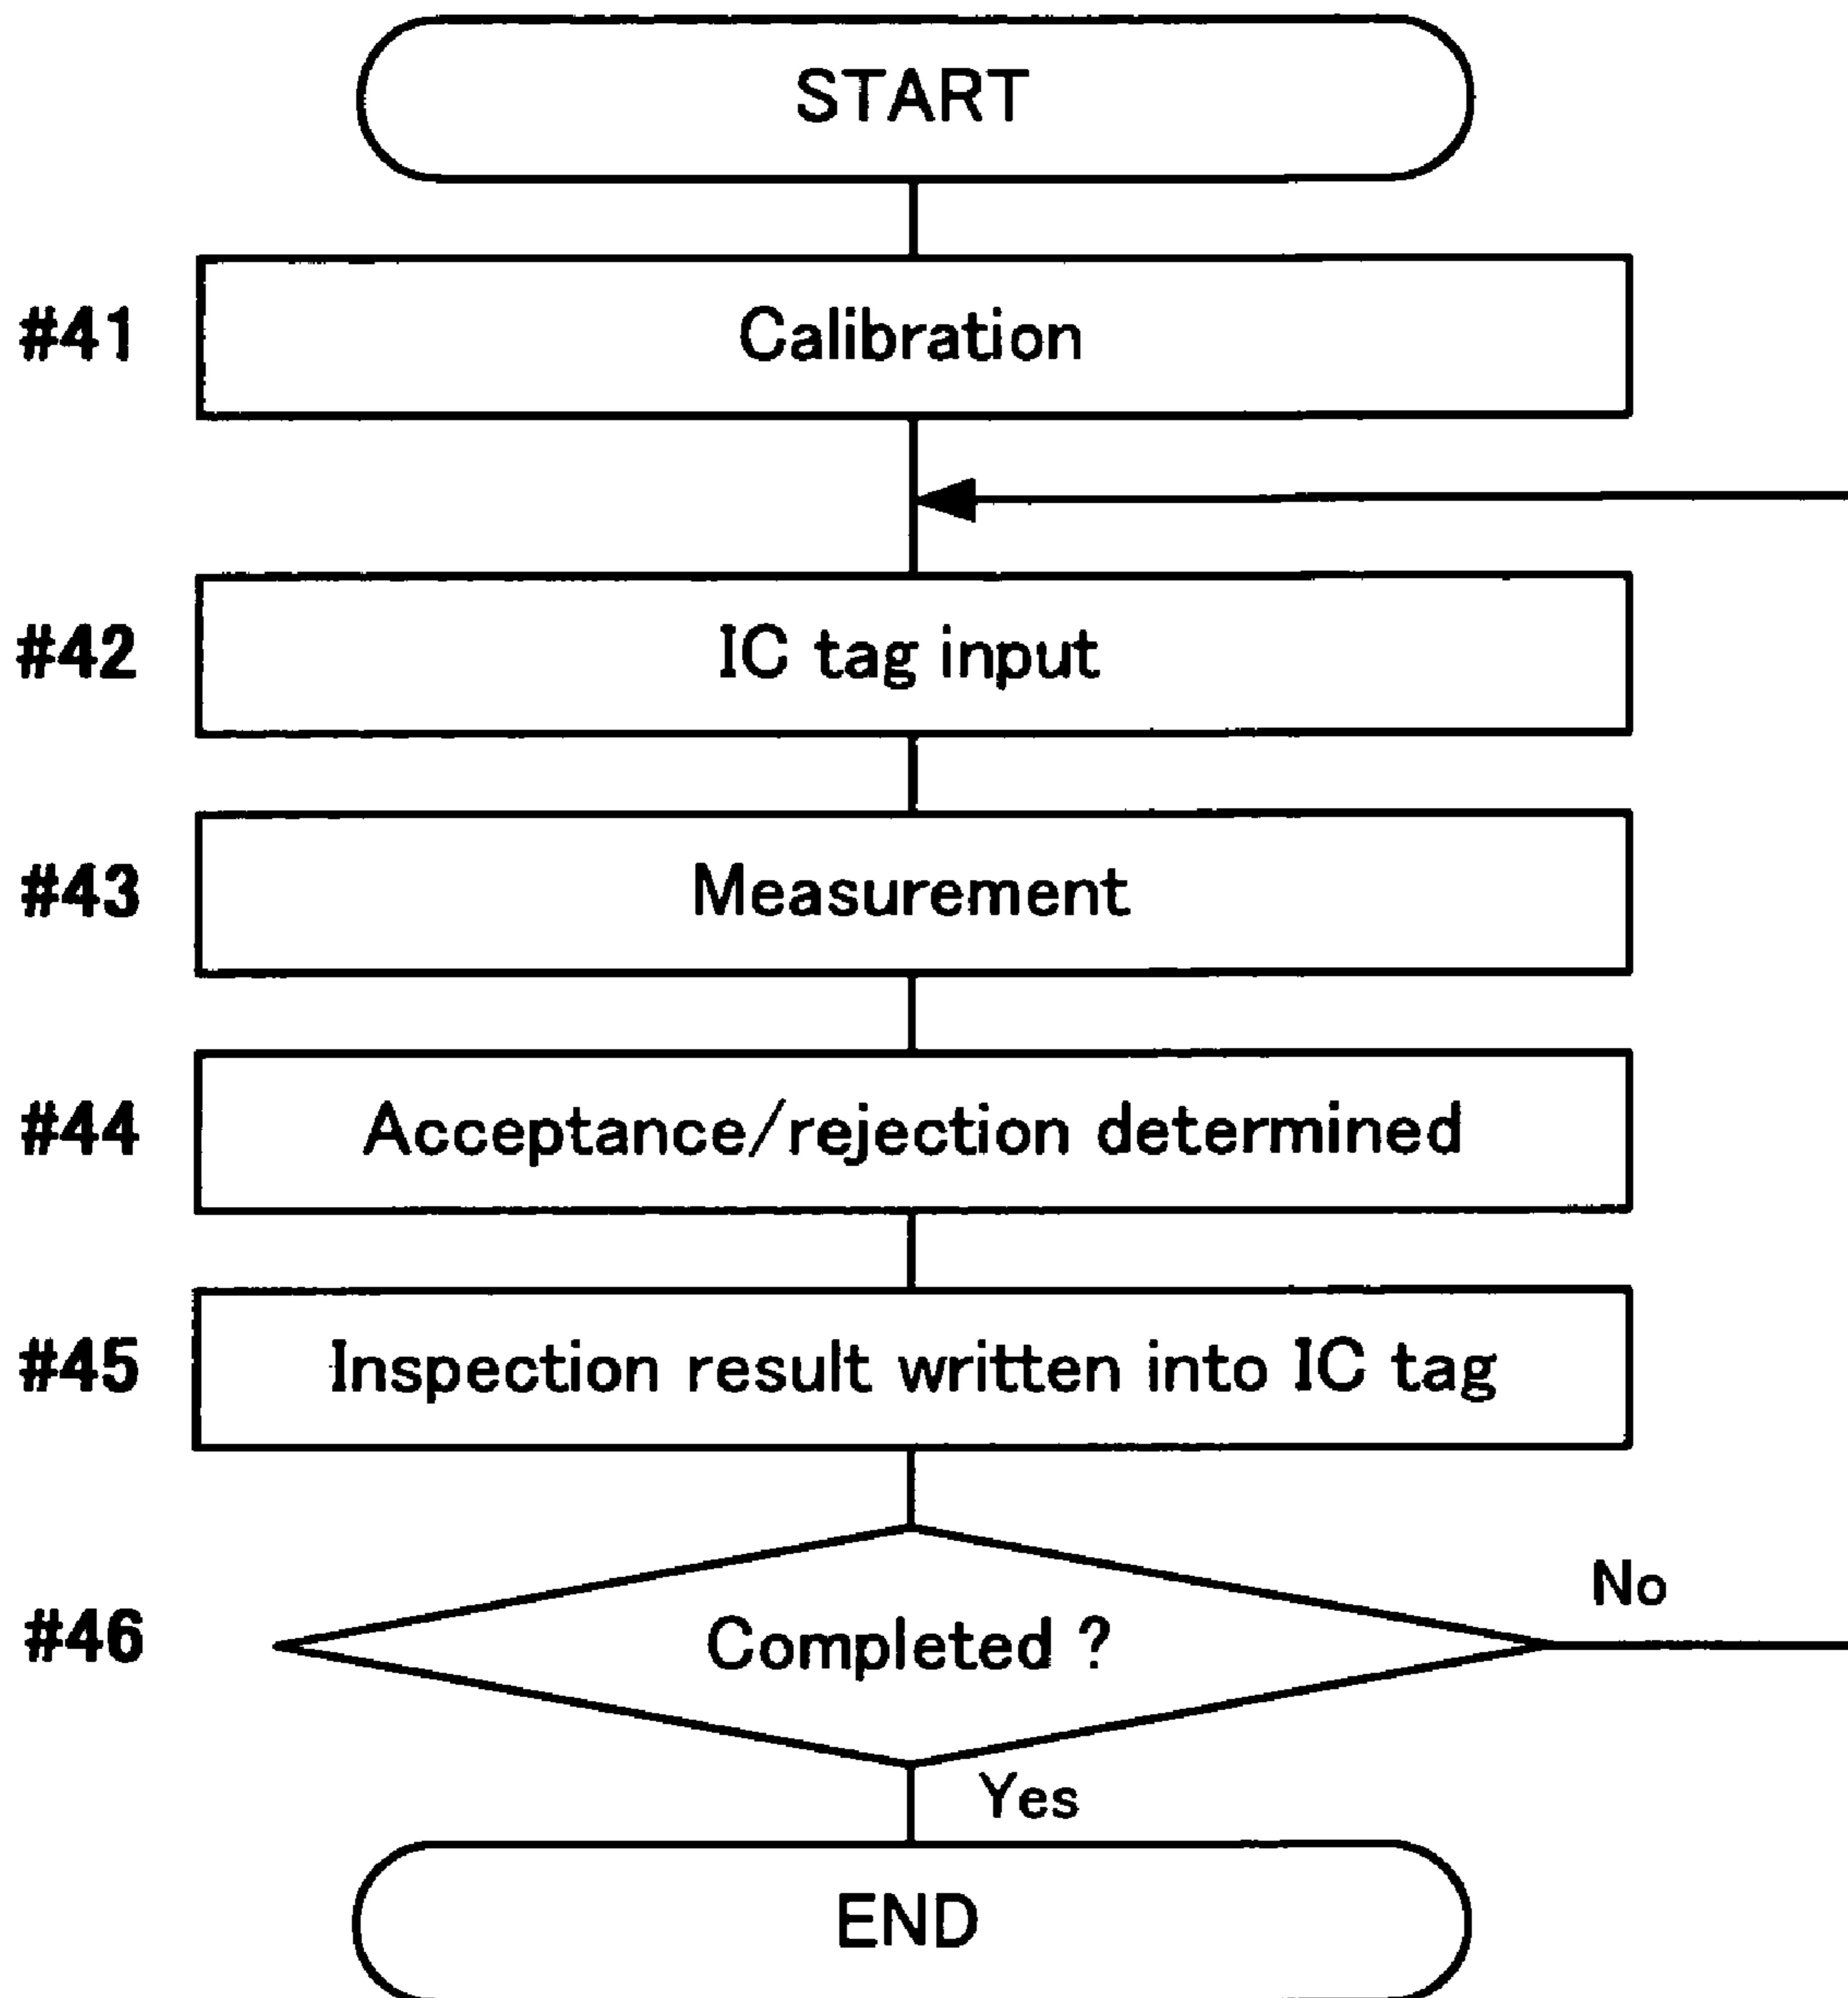 START
#41 Calibration
#42 IC tag input
#43 Measurement
#44 Acceptance/rejection determined
#45 Inspection result written into IC tag
No
#46 Completed ?
Yes
END